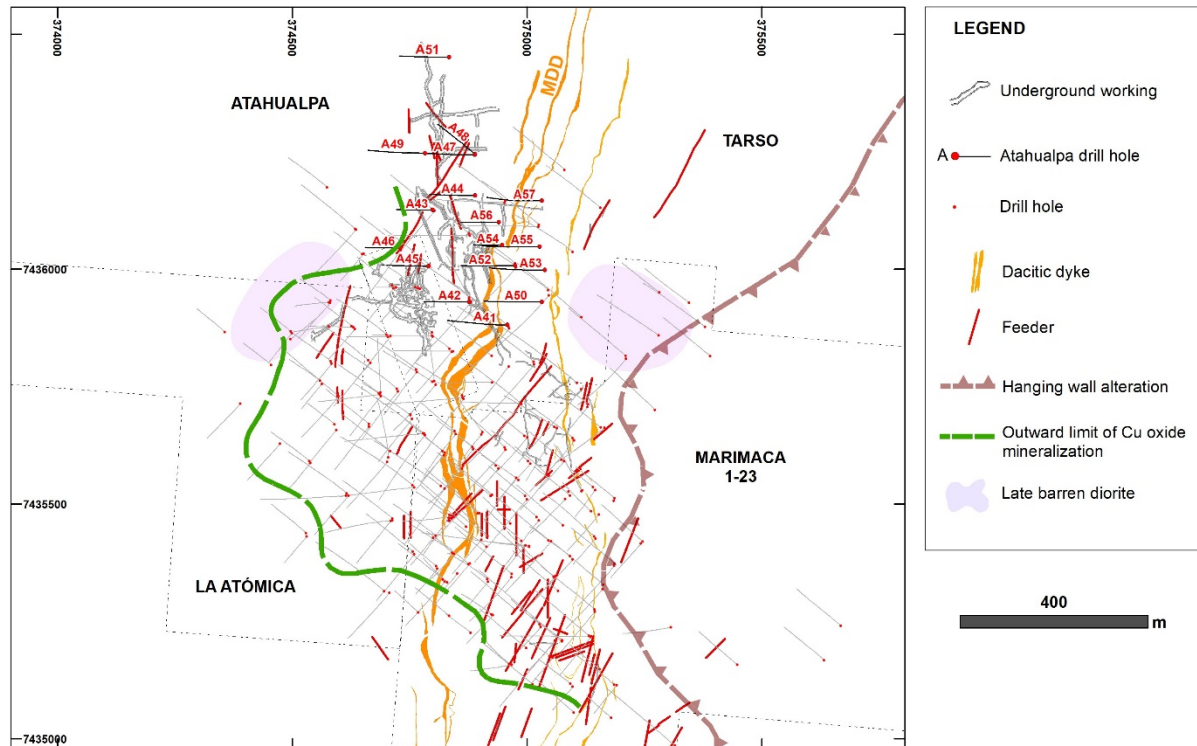 374000
374500
375000
375500
A51
MDD
ATAHUALPA
TARSO
A48
A49
A47
A44
A57
A43
A56
A46
A54
A55
A45
A52
A53
7436000
A42
A50
A41
MARIMACA
1-23
7435500
LA ATÓMICA
7435000
LEGEND
Underground working
A
Atahualpa drill hole
Drill hole
Dacitic dyke
Feeder
Hanging wall alteration
Outward limit of Cu oxide
mineralization
Late barren diorite
400
m